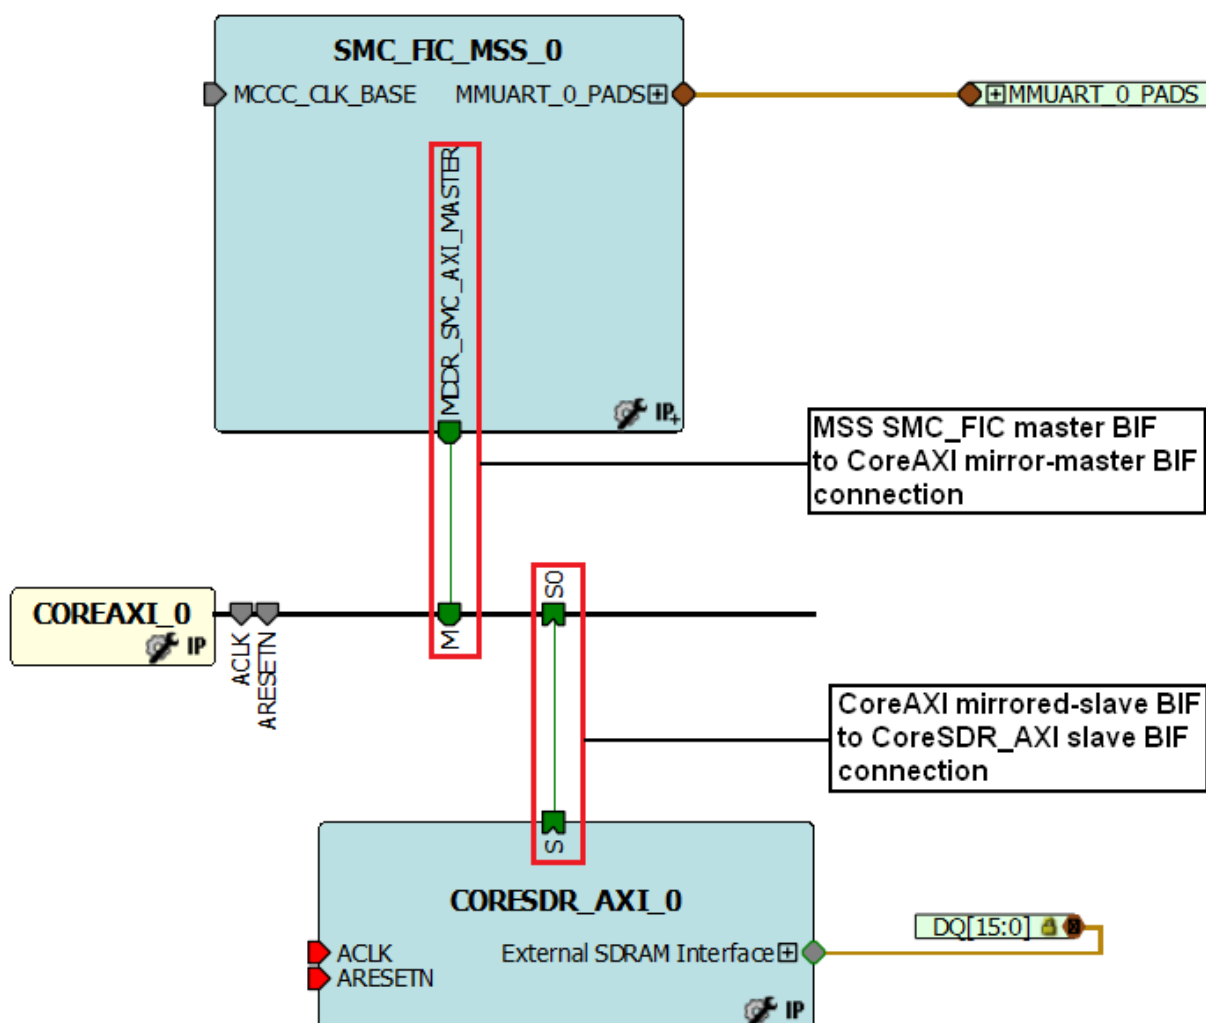 SMC_FIC_MSS_0
MCCC_CLK_BASE
MMUART_0_PADS
MMUART_0_PADS
MDDR_SMC_AXI_MASTER
IP+
MSS SMC_FIC master BIF
to CoreAXI mirror-master BIF
connection
COREAXI_0
IP
ACLK
ARESETN
M
S0
CoreAXI mirrored-slave BIF
to CoreSDR_AXI slave BIF
connection
S
CORESDR_AXI_0
ACLK
ARESETN
External SDRAM Interface
DQ[15:0]
IP